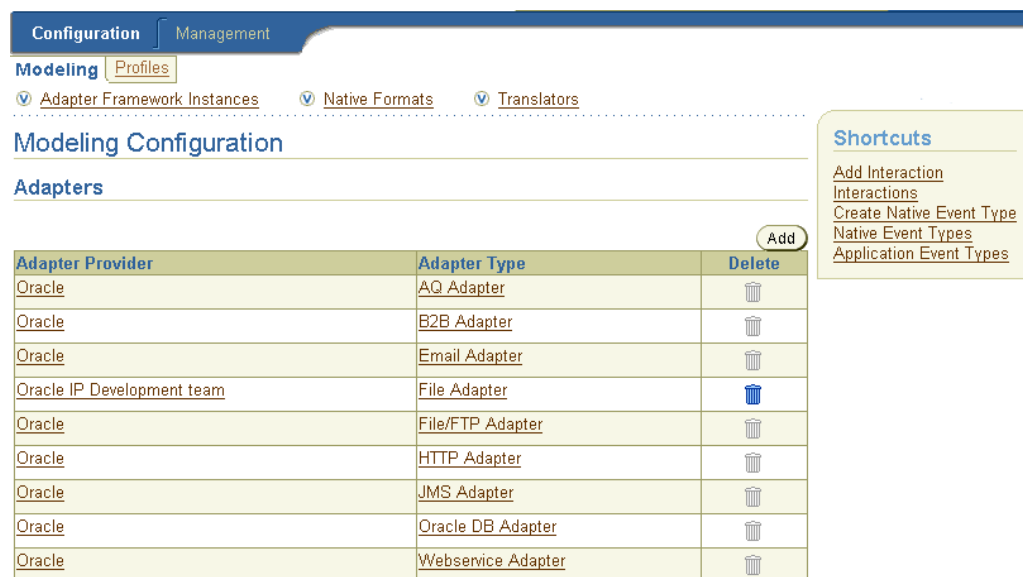 Configuration Management
Modeling Profiles
Adapter Framework Instances Native Formats Translators
Modeling Configuration
Adapters
Add
Adapter Provider Adapter Type Delete
Oracle AQ Adapter
Oracle B2B Adapter
Oracle Email Adapter
Oracle IP Development team File Adapter
Oracle File/FTP Adapter
Oracle HTTP Adapter
Oracle JMS Adapter
Oracle Oracle DB Adapter
Oracle Webservice Adapter
Shortcuts
Add Interaction
Interactions
Create Native Event Type
Native Event Types
Application Event Types